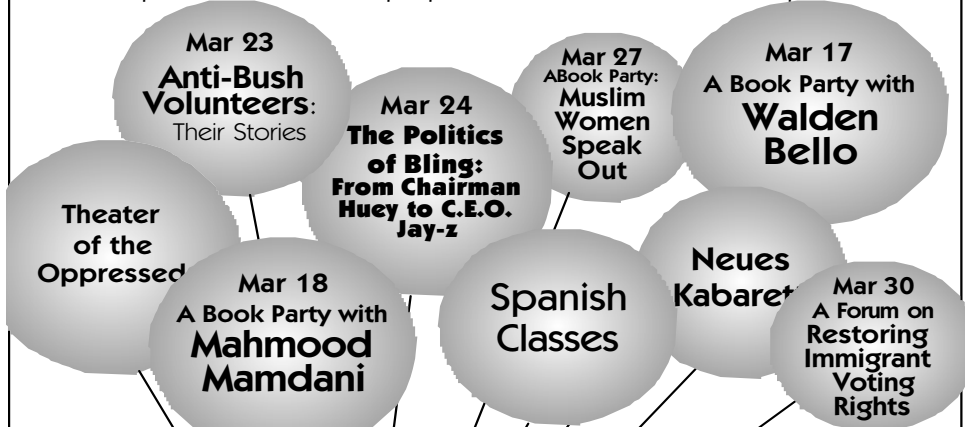 Mar 23
Anti-Bush
Volunteers:
Their Stories
Mar 24
The Politics
of Bling:
From Chairman
Huey to C.E.O.
Jay-z
Mar 27
ABook Party:
Muslim
Women
Speak
Out
Mar 17
A Book Party with
Walden
Bello
Theater
of the
Oppressed
Mar 18
A Book Party with
Mahmood
Mamdani
Spanish
Classes
Neues
Kabaret
Mar 30
A Forum on
Restoring
Immigrant
Voting
Rights